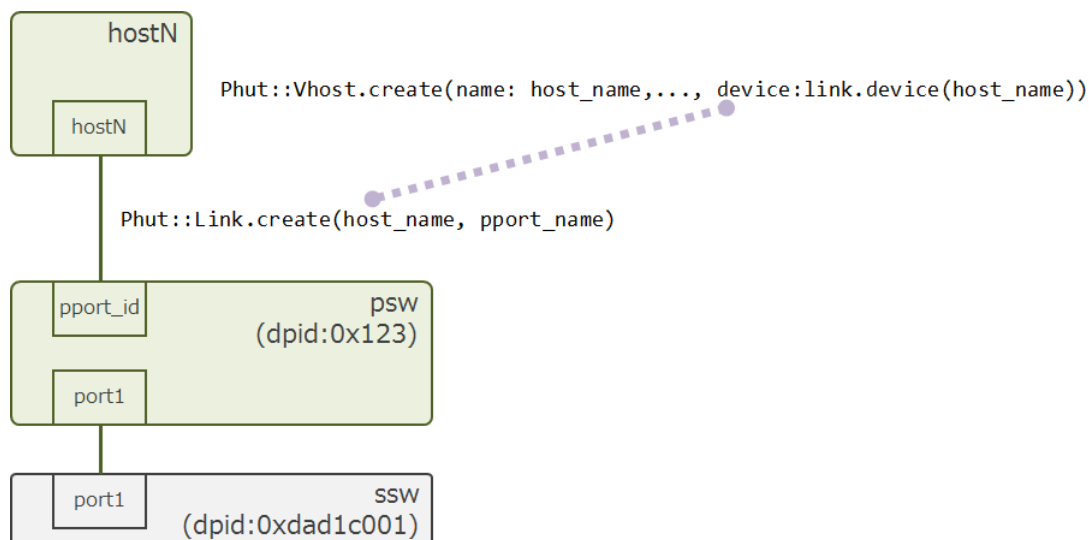 hostN
Phut::Vhost.create(name: host_name,..., device:link.device(host_name))
hostN
Phut::Link.create(host_name, pport_name)
pport_id
psw
(dpid:0x123)
port1
port1
ssw
(dpid:0xdad1c001)